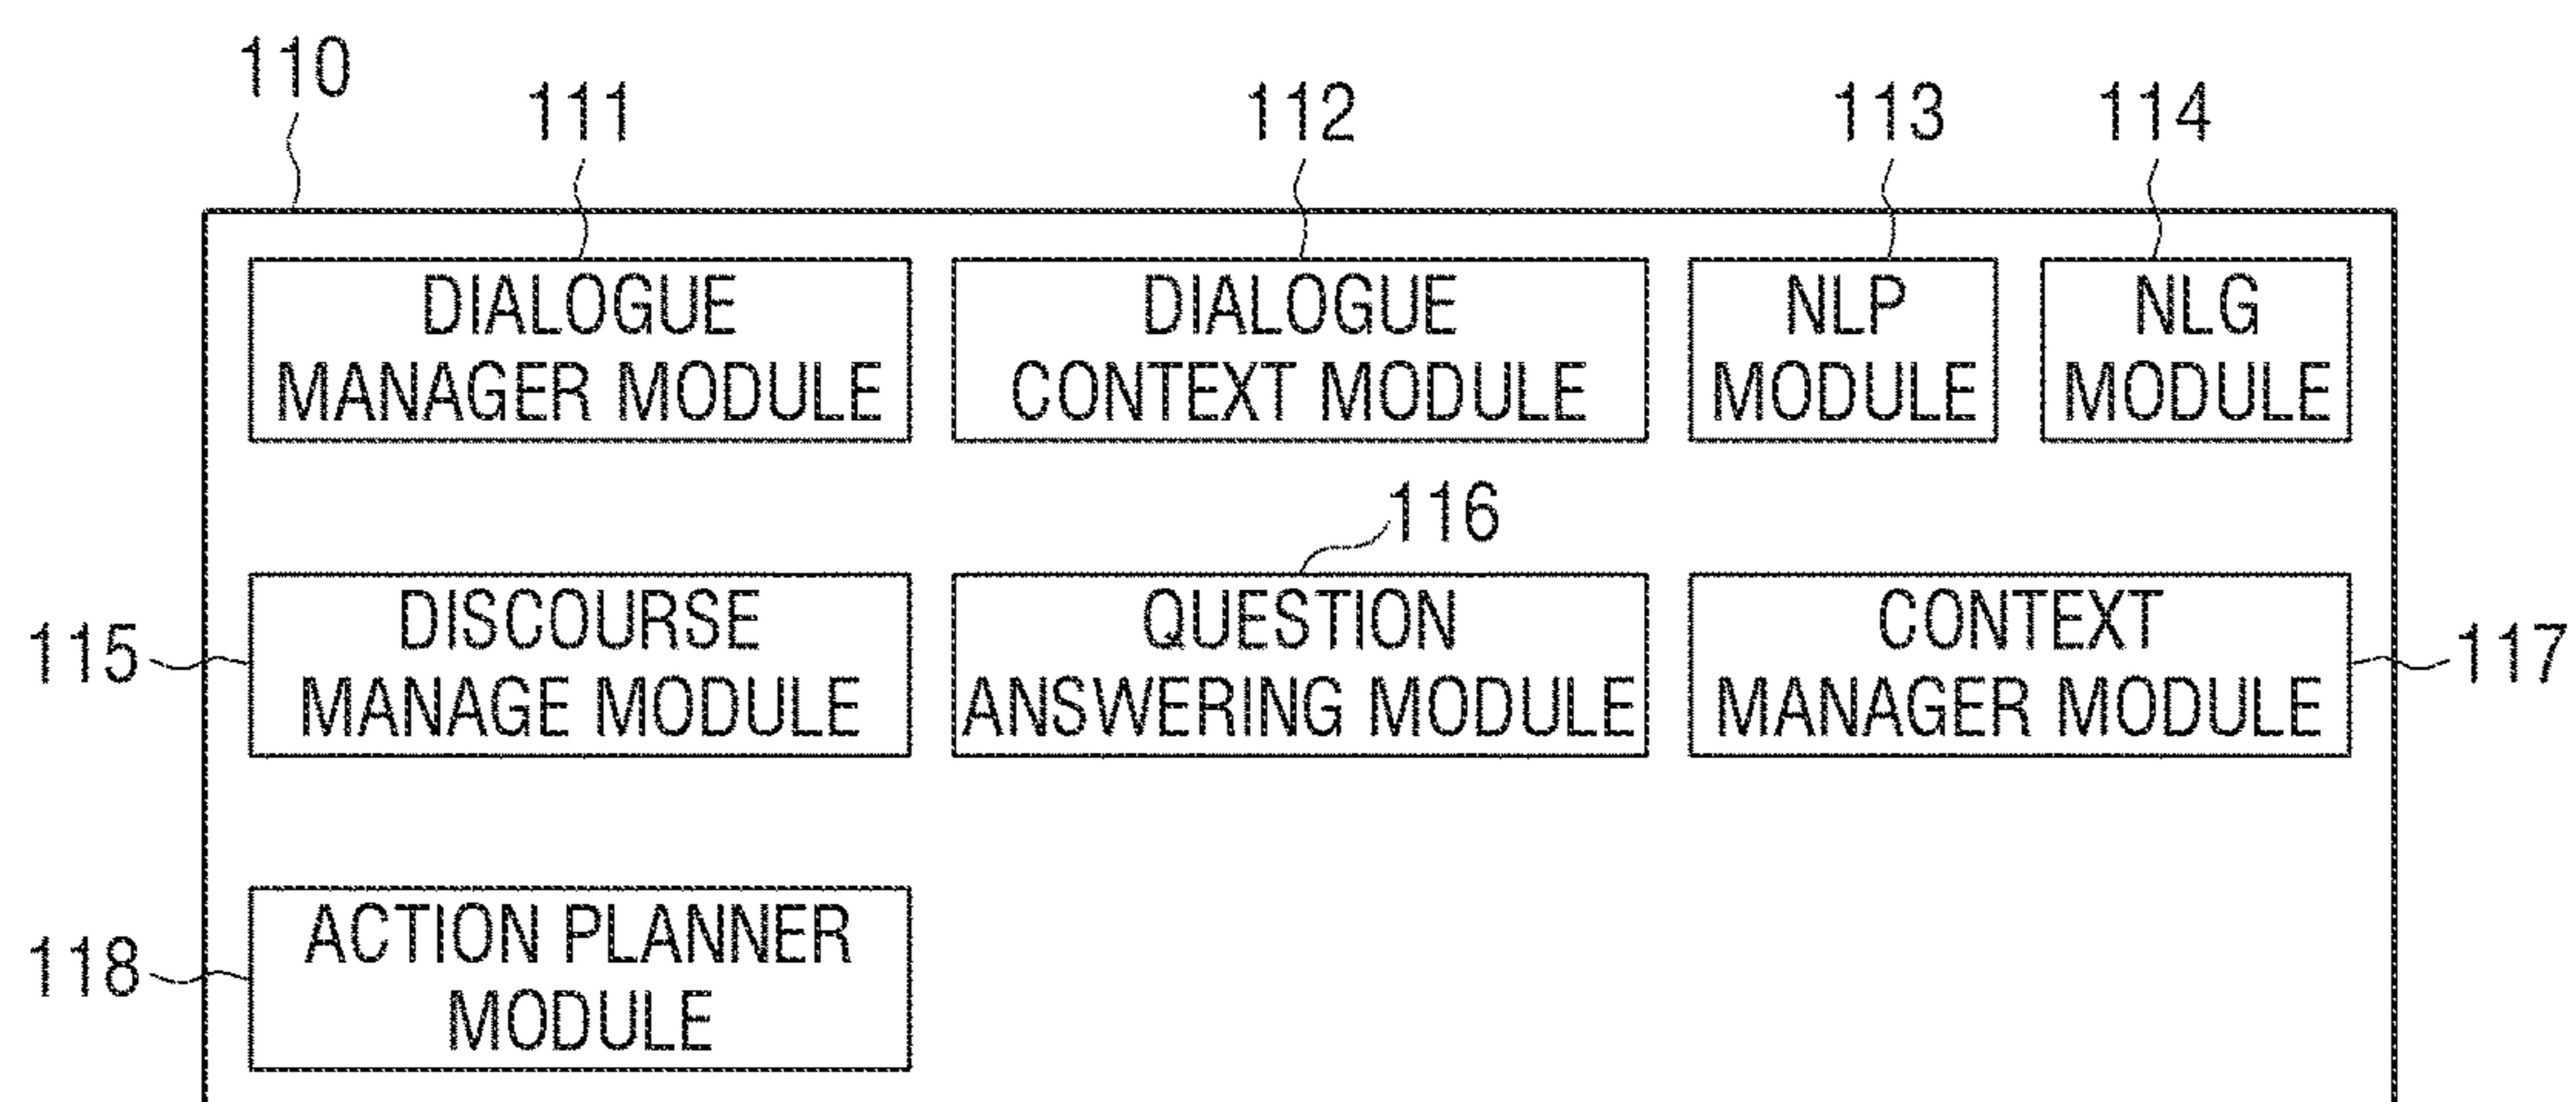 110
111
112
113
114
DIALOGUE
MANAGER MODULE
DIALOGUE
CONTEXT MODULE
NLP
MODULE
NLG
MODULE
116
115
DISCOURSE
MANAGE MODULE
QUESTION
ANSWERING MODULE
CONTEXT
MANAGER MODULE
117
118
ACTION PLANNER
MODULE